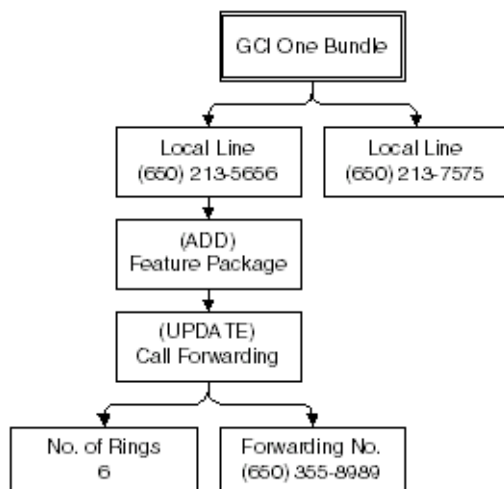 GCI One Bundle
Local Line
(650) 213-5656
Local Line
(650) 213-7575
(ADD)
Feature Package
(UPDATE)
Call Forwarding
No. of Rings
6
Forwarding No.
(650) 355-8989